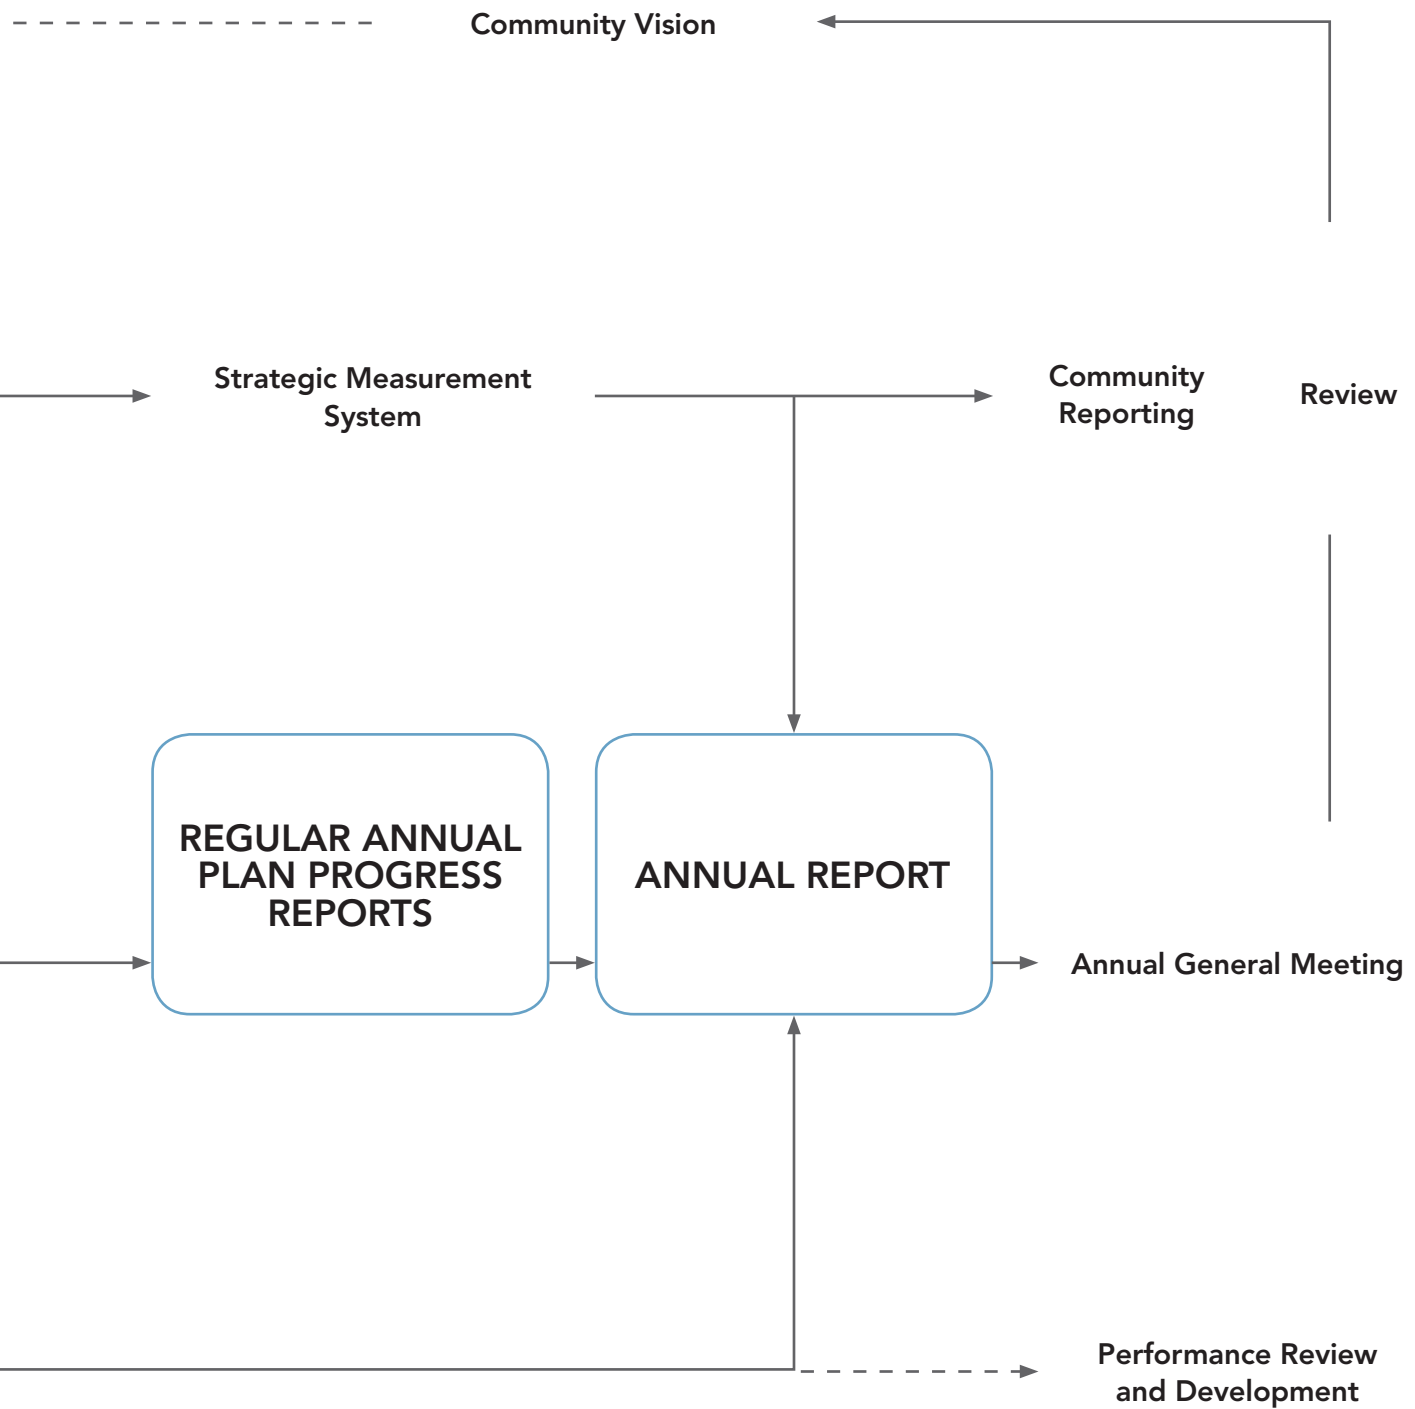 Community Vision
Strategic Measurement
System
Community
Reporting
Review
REGULAR ANNUAL
PLAN PROGRESS
REPORTS
ANNUAL REPORT
Annual General Meeting
Performance Review
and Development